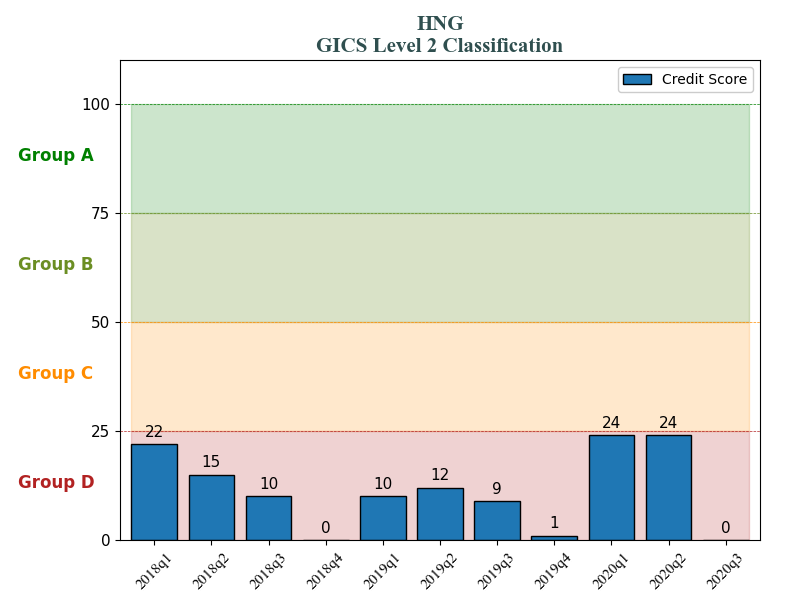 HNG
GICS Level 2 Classification
Credit Score
100
Group A
75
Group B
50
Group C
25
Group D
0
22
15
10
0
10
12
9
1
24
24
0
2018q1
2018q2
2018q3
2018q4
2019q1
2019q2
2019q3
2019q4
2020q1
2020q2
2020q3